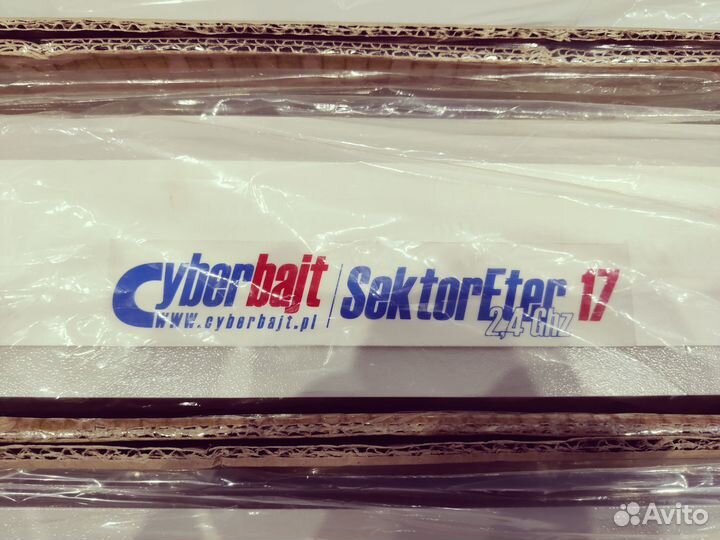 Cyberbajt SektorEter 17
www.cyberbajt.pl 2,4 Ghz
Avito